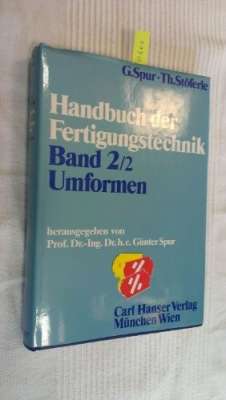 G.Spur-Th.Stöferle
Handbuch der
Fertigungstechnik
Band 2/2
Umformen
herausgegeben von
Prof. Dr.-Ing. Dr. h. c. Günter Spur
Carl Hanser Verlag
München Wien